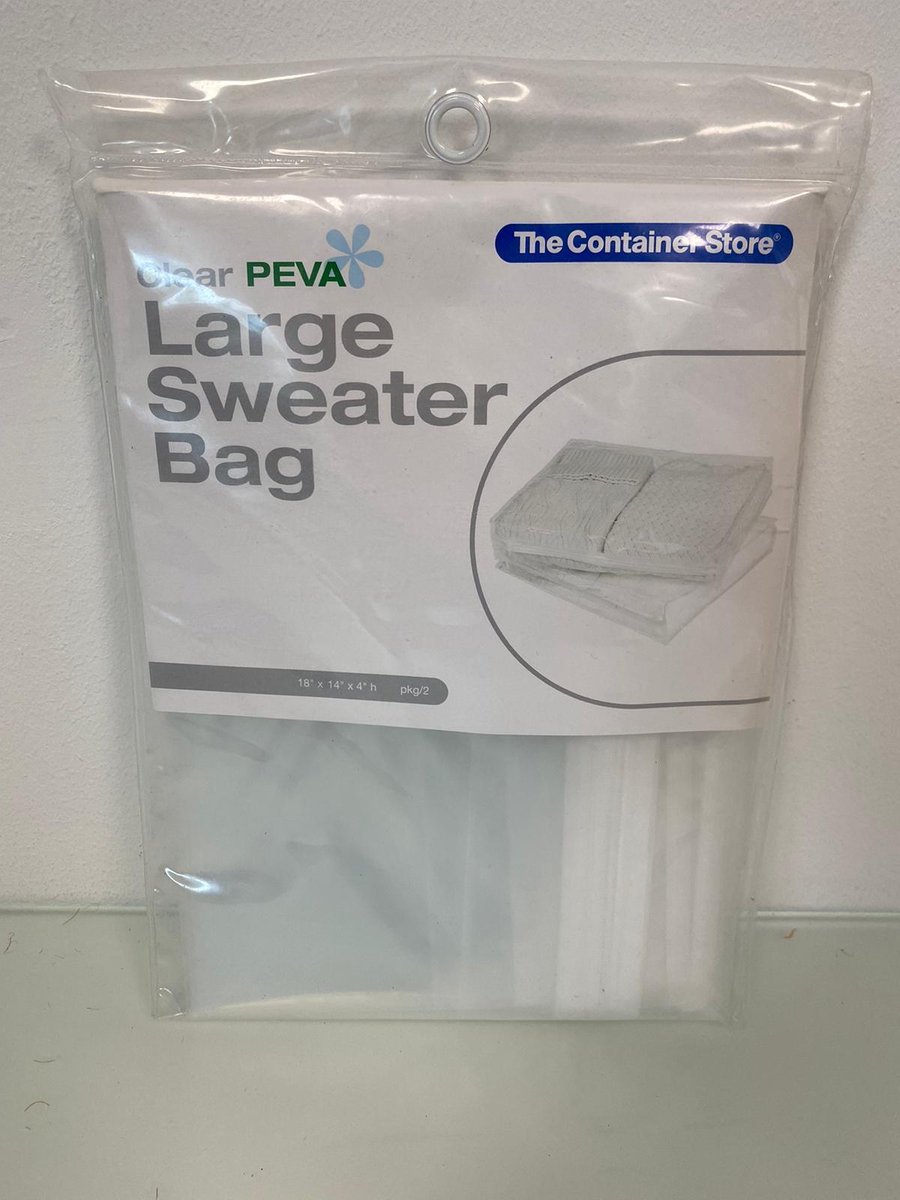 The Container Store®
Clear PEVA
Large
Sweater
Bag
18" x 14" x 4" h pkg/2